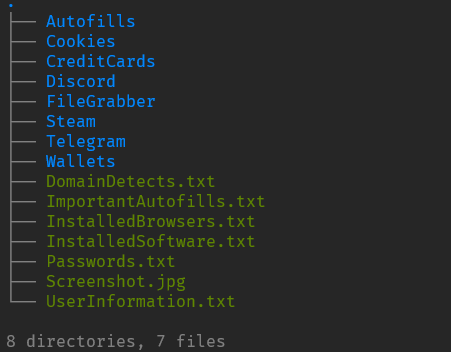 .
├── Autofills
├── Cookies
├── CreditCards
├── Discord
├── FileGrabber
├── Steam
├── Telegram
├── Wallets
├── DomainDetects.txt
├── ImportantAutofills.txt
├── InstalledBrowsers.txt
├── InstalledSoftware.txt
├── Passwords.txt
├── Screenshot.jpg
└── UserInformation.txt
8 directories, 7 files